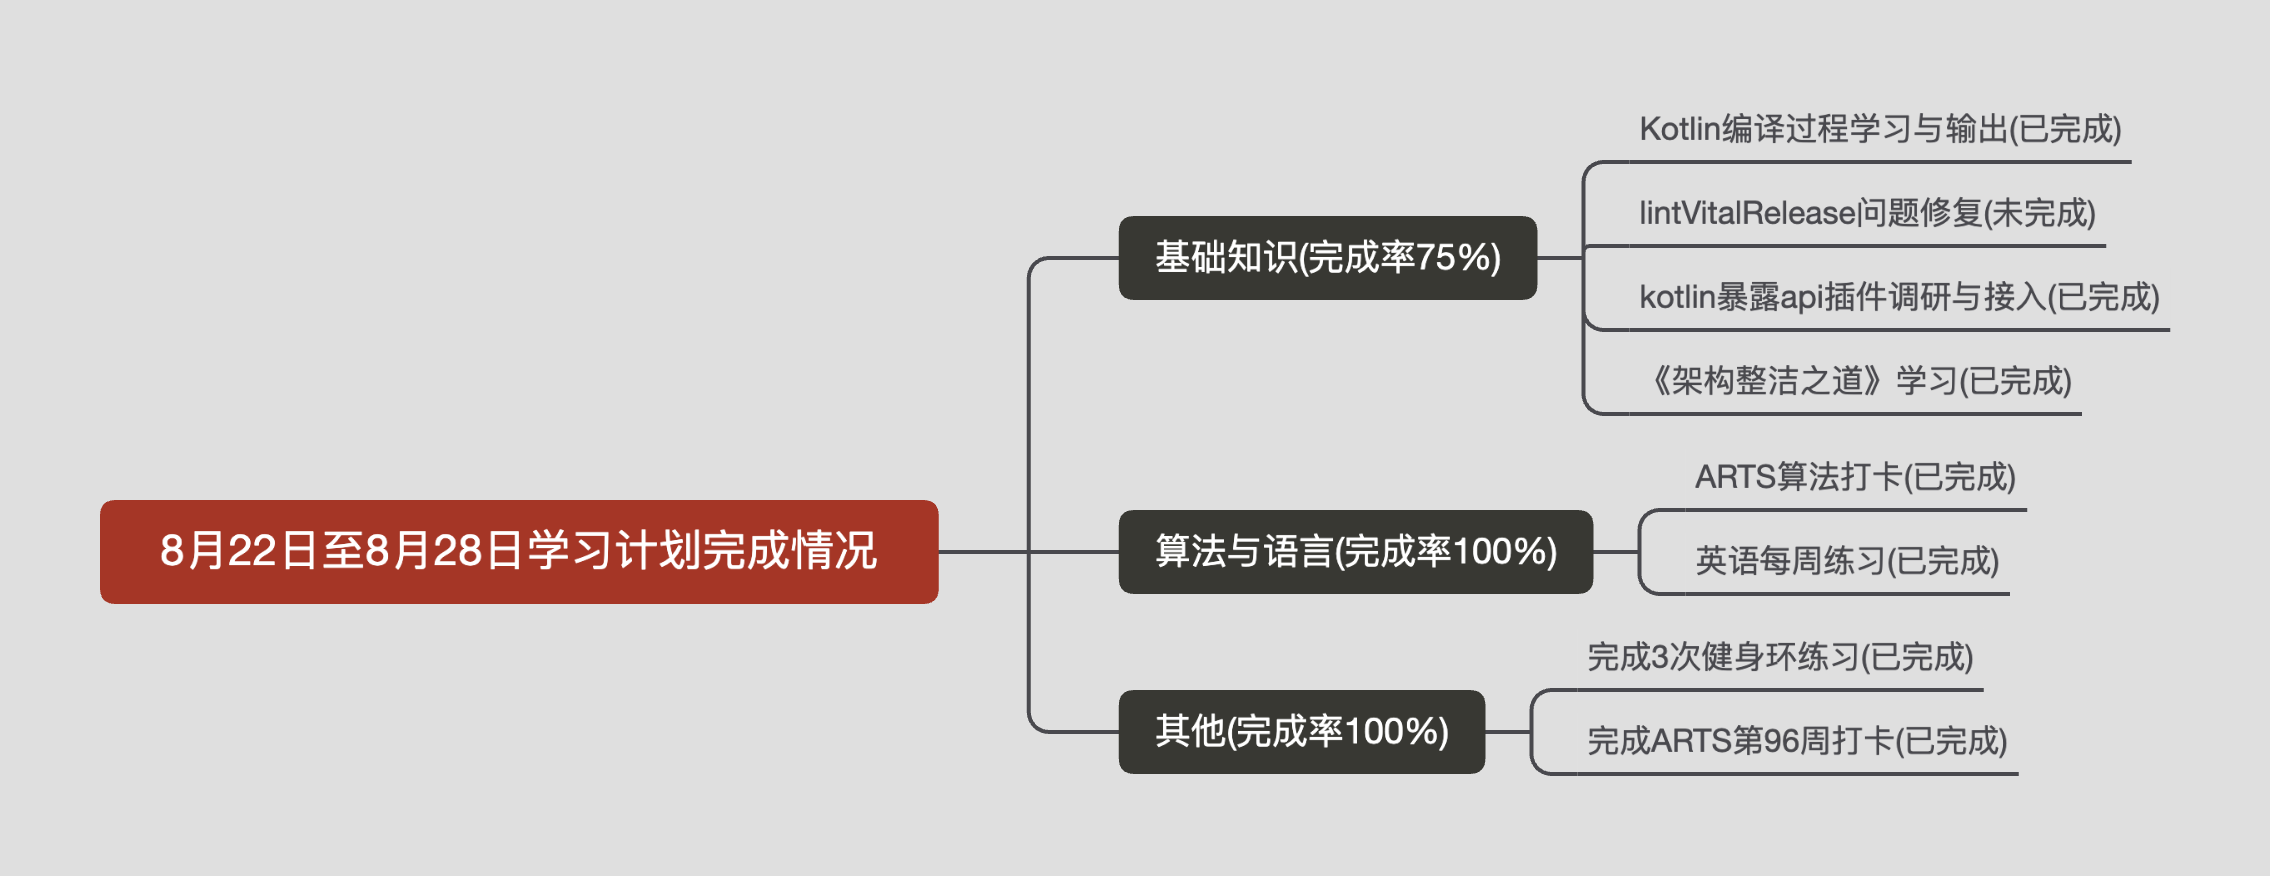 8月22日至8月28日学习计划完成情况
基础知识(完成率75%)
Kotlin编译过程学习与输出(已完成)
lintVitalRelease问题修复(未完成)
kotlin暴露api插件调研与接入(已完成)
《架构整洁之道》学习(已完成)
算法与语言(完成率100%)
ARTS算法打卡(已完成)
英语每周练习(已完成)
其他(完成率100%)
完成3次健身环练习(已完成)
完成ARTS第96周打卡(已完成)